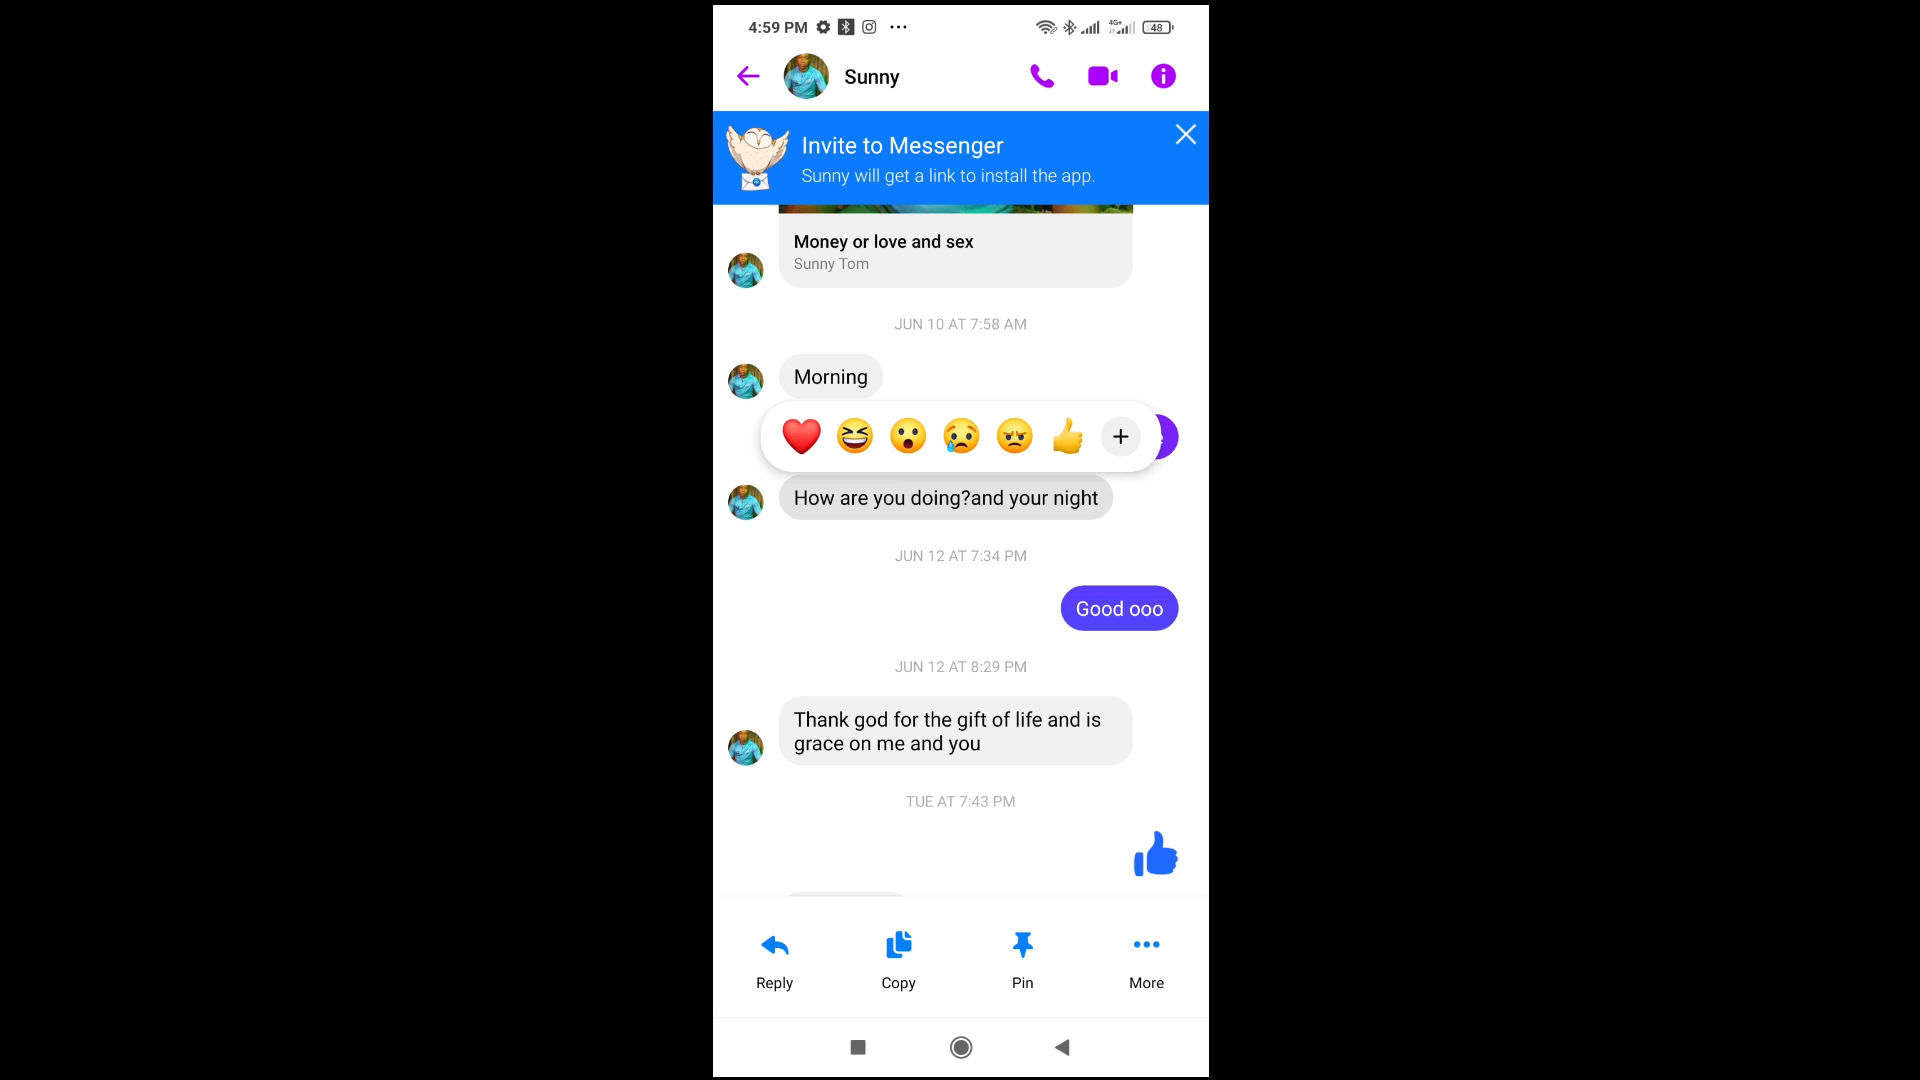 4:59 PM
4G+
48
Sunny
Invite to Messenger
Sunny will get a link to install the app.
Money or love and sex
Sunny Tom
JUN 10 AT 7:58 AM
Morning
How are you doing?and your night
JUN 12 AT 7:34 PM
Good ooo
JUN 12 AT 8:29 PM
Thank god for the gift of life and is
grace on me and you
TUE AT 7:43 PM
Reply
Copy
Pin
More